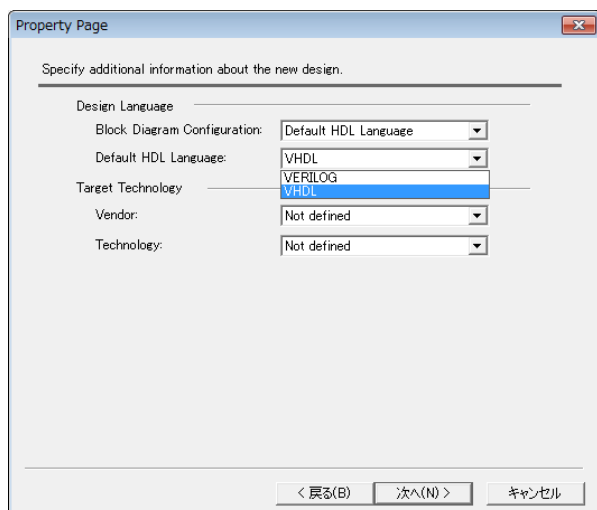 Property Page
Specify additional information about the new design.
Design Language
Block Diagram Configuration: Default HDL Language
Default HDL Language: VHDL
VERILOG
VHDL
Target Technology
Vendor: Not defined
Technology: Not defined
< 戻る(B) 次へ(N) > キャンセル